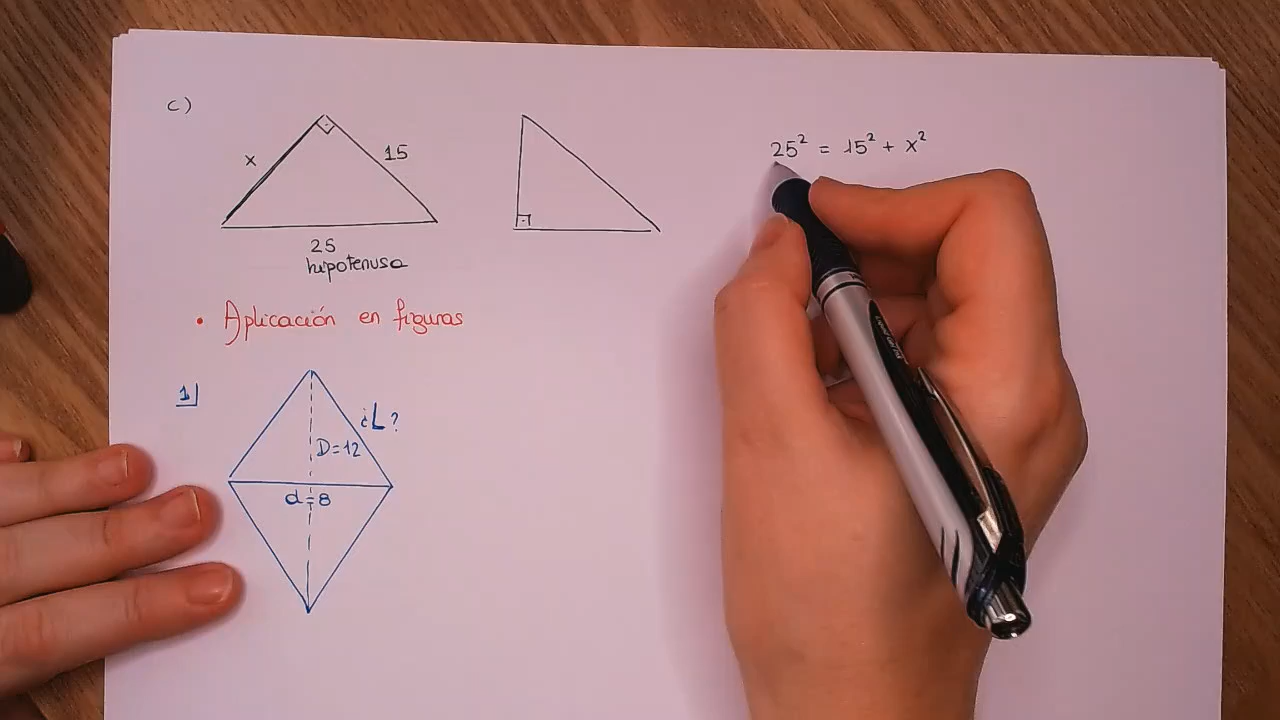 c)
x
15
25
hipotenusa
25² = 15² + x²
• Aplicación en figuras
1
¿L?
D=12
d=8